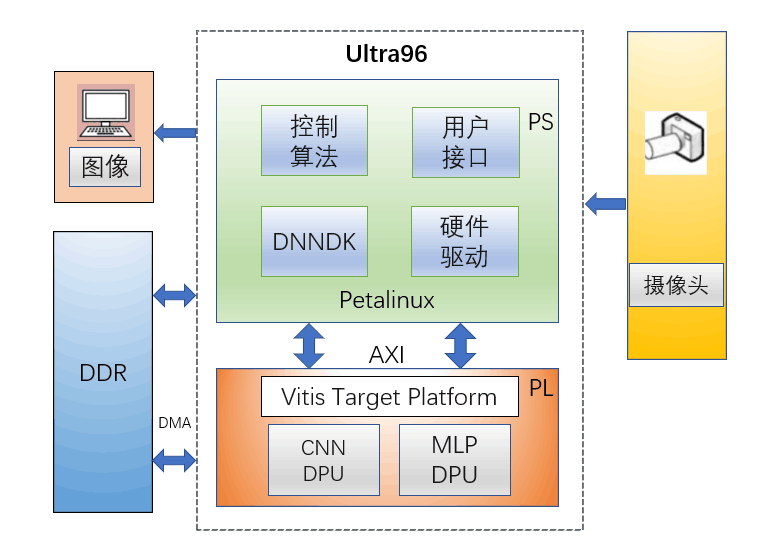 Ultra96
控制
算法
用户
接口
PS
图像
DNNDK
硬件
驱动
摄像头
Petalinux
DDR
AXI
Vitis Target Platform
PL
DMA
CNN
DPU
MLP
DPU